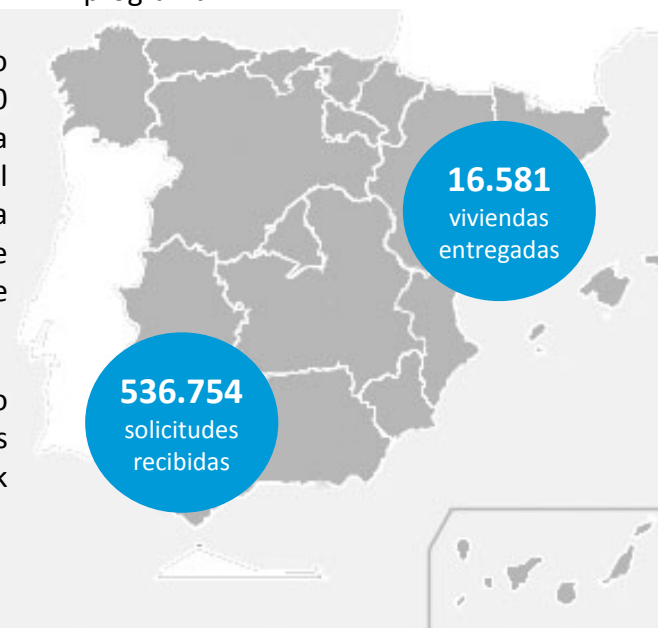 16.581
viviendas
entregadas
536.754
solicitudes
recibidas